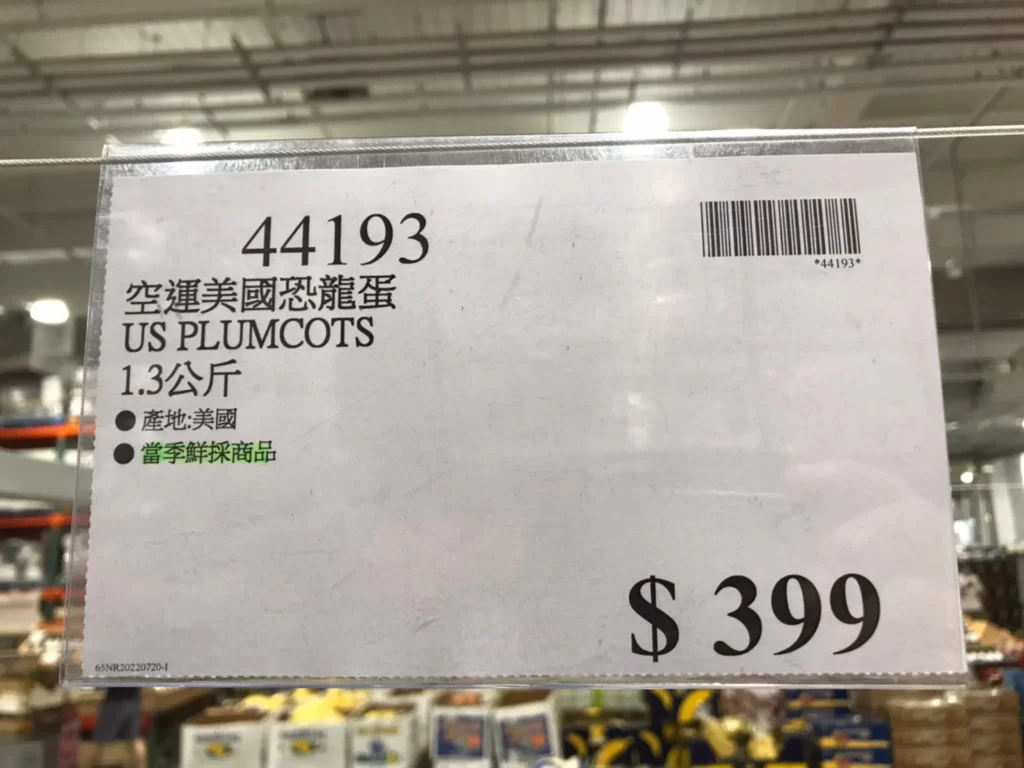 44193
*44193*
空運美國恐龍蛋
US PLUMCOTS
1.3公斤
● 產地:美國
● 當季鮮採商品
$ 399
65NR20220720-1